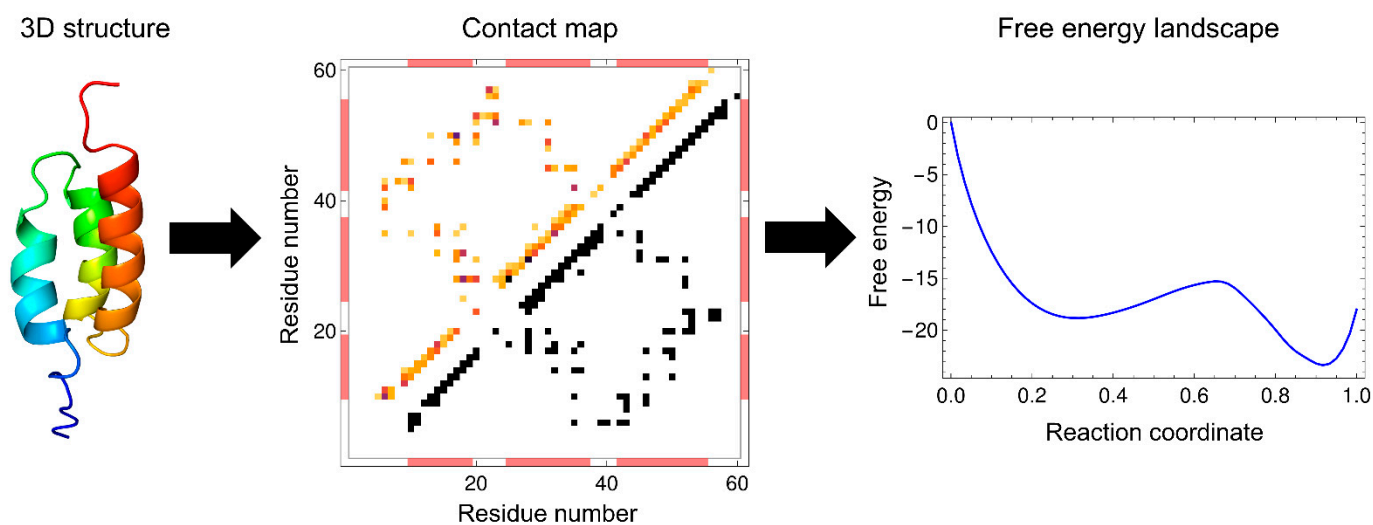 3D structure
Contact map
Free energy landscape
Residue number
60
40
20
20
40
60
Residue number
Free energy
0
−5
−10
−15
−20
0.0
0.2
0.4
0.6
0.8
1.0
Reaction coordinate